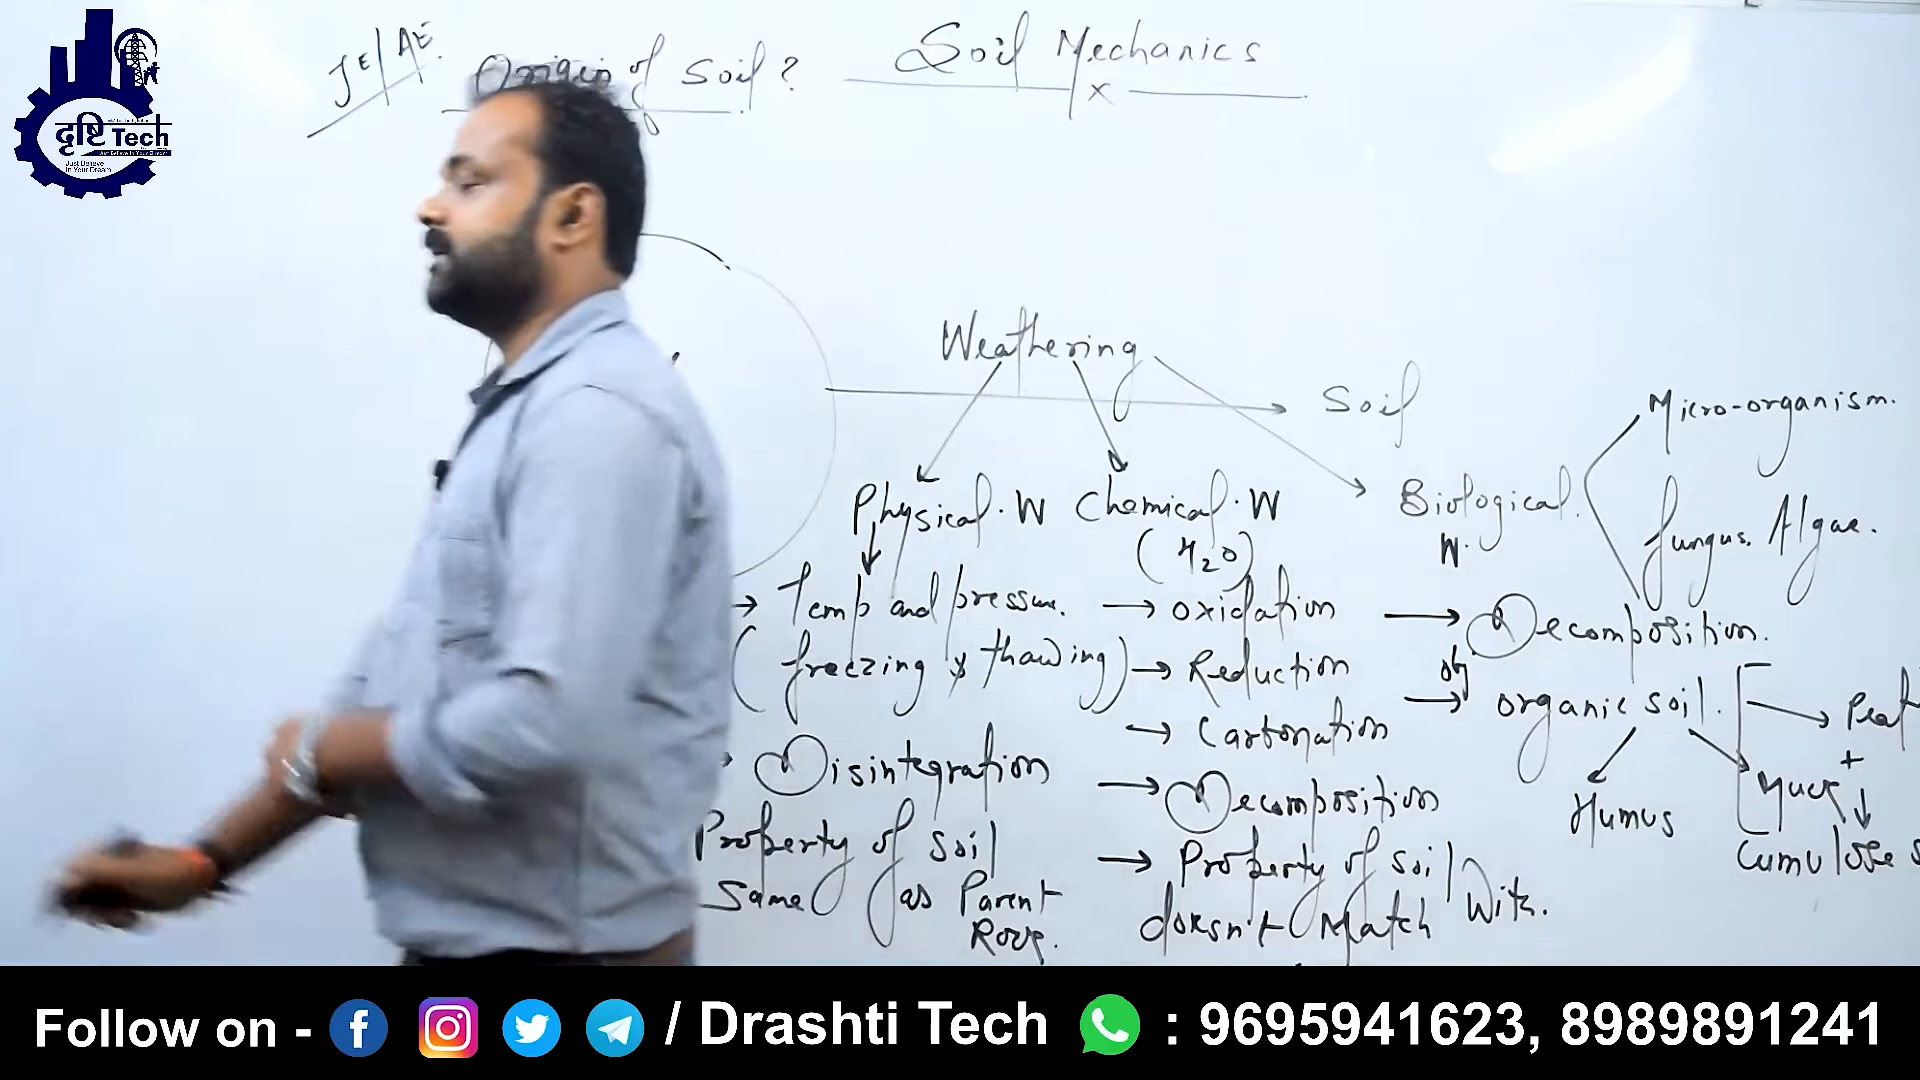 JE/AE.
Origin of Soil?
Soil Mechanics
x
दृष्टि Tech
Just Believe
In Your Dream
Weathering
Soil
Micro-organism.
Physical.W
Chemical.W
Biological.
W.
fungus, Algae.
(H2O)
→ Temp and pressure.
(freezing & thawing)
→ oxidation
→ Reduction
→ Carbonation
→ Decomposition.
obj
→ organic soil.
→ Peat
+
Muck
Humus
Cumulose S
Disintegration
→ Decomposition
Property of soil
Same as Parent
Rock.
→ Property of soil
doesn't Match With.
Follow on - / Drashti Tech : 9695941623, 8989891241